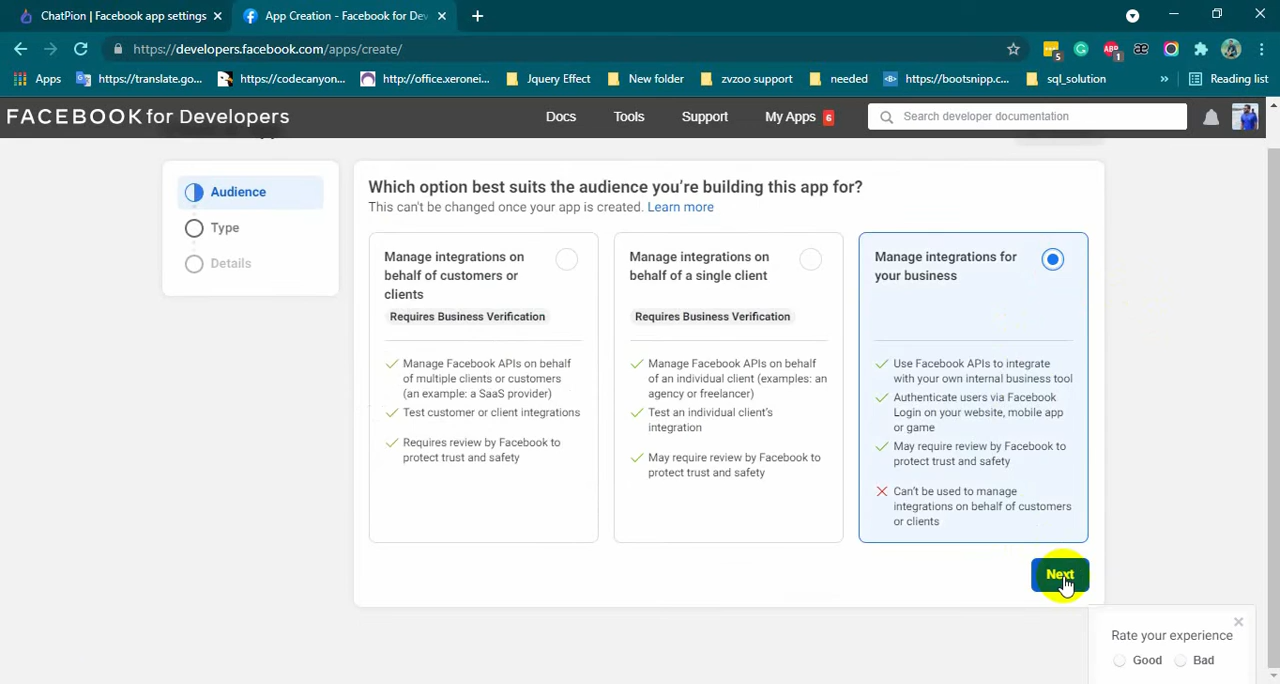 ChatPion | Facebook app settings
App Creation - Facebook for Dev
https://developers.facebook.com/apps/create/
5
ABP
1
æ
Apps
https://translate.go...
https://codecanyon...
http://office.xeronei...
Jquery Effect
New folder
zvzoo support
needed
https://bootsnipp.c...
sql_solution
»
Reading list
FACEBOOK for Developers
Docs
Tools
Support
My Apps
6
Search developer documentation
Audience
Type
Details
Which option best suits the audience you're building this app for?
This can't be changed once your app is created. Learn more
Manage integrations on
behalf of customers or
clients
Requires Business Verification
Manage Facebook APIs on behalf
of multiple clients or customers
(an example: a SaaS provider)
Test customer or client integrations
Requires review by Facebook to
protect trust and safety
Manage integrations on
behalf of a single client
Requires Business Verification
Manage Facebook APIs on behalf
of an individual client (examples: an
agency or freelancer)
Test an individual client's
integration
May require review by Facebook to
protect trust and safety
Manage integrations for
your business
Use Facebook APIs to integrate
with your own internal business tool
Authenticate users via Facebook
Login on your website, mobile app
or game
May require review by Facebook to
protect trust and safety
Can't be used to manage
integrations on behalf of customers
or clients
Next
Rate your experience
Good
Bad